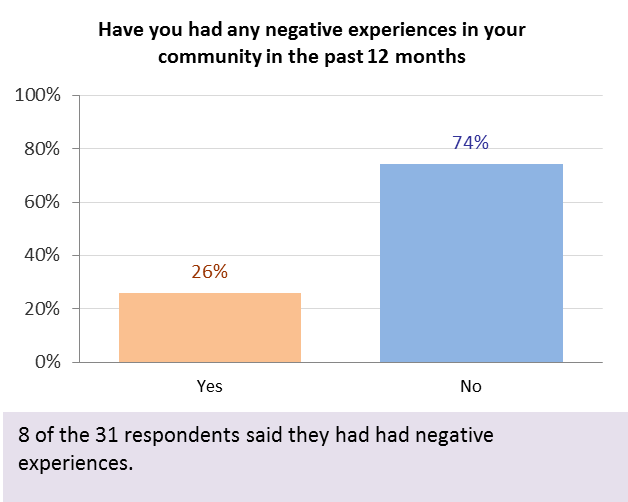 Have you had any negative experiences in your
community in the past 12 months
100%
80%
60%
40%
20%
0%
74%
26%
Yes No
8 of the 31 respondents said they had had negative
experiences.